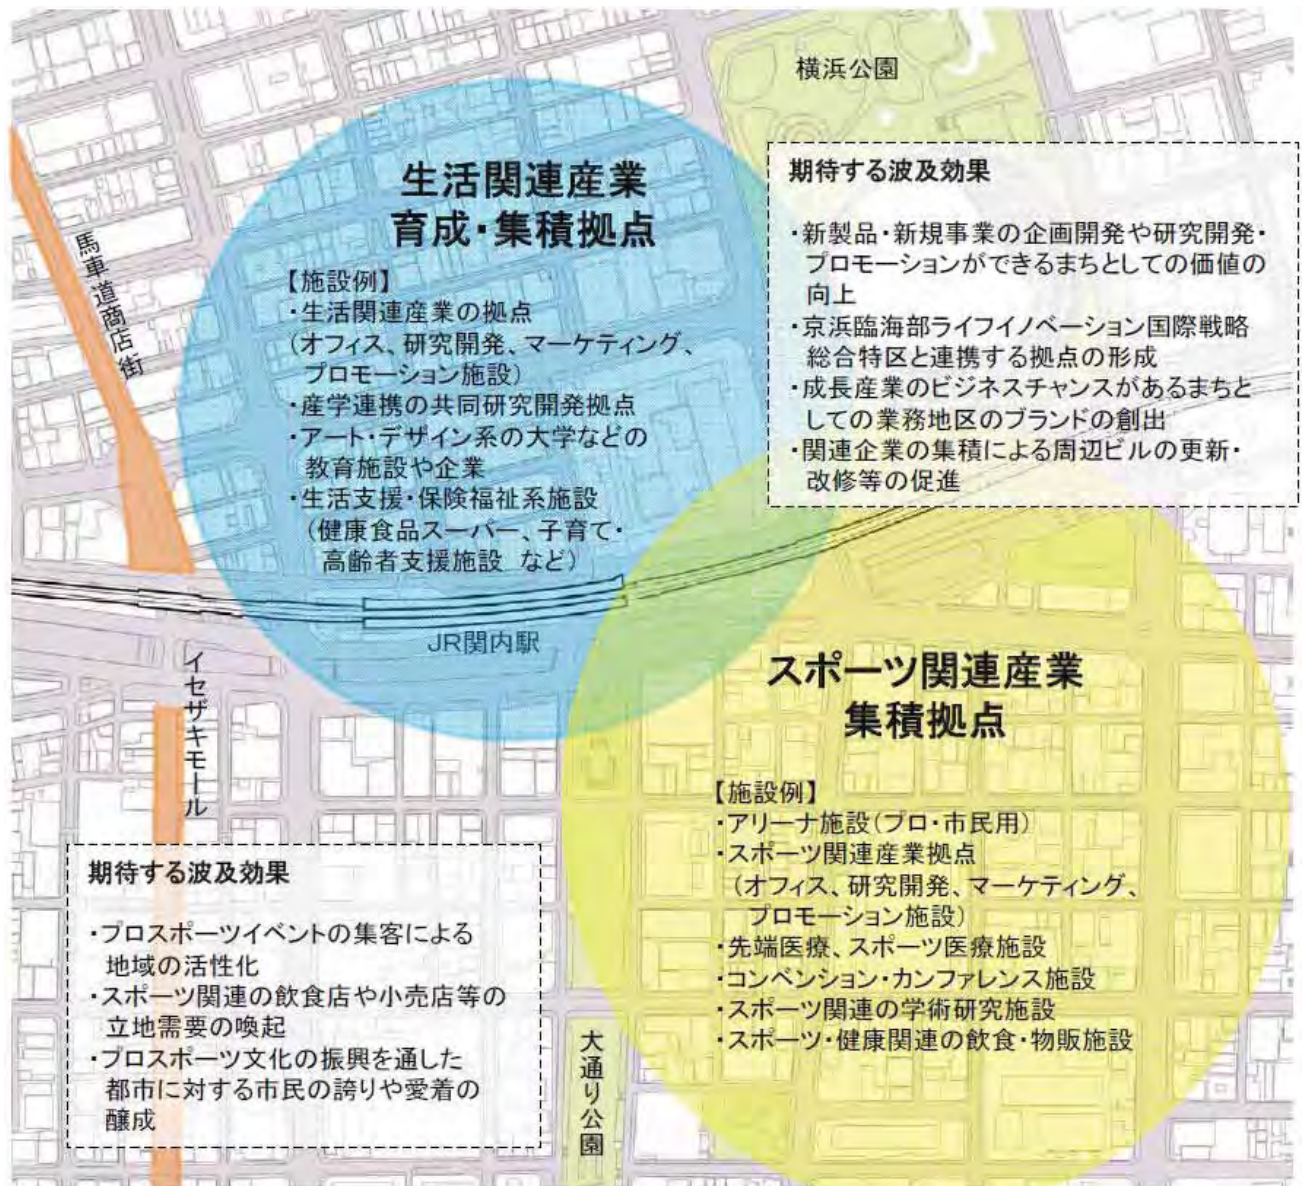 横浜公園
生活関連産業
育成・集積拠点
【施設例】
・生活関連産業の拠点
(オフィス、研究開発、マーケティング、
プロモーション施設)
・産学連携の共同研究開発拠点
・アート・デザイン系の大学などの
教育施設や企業
・生活支援・保険福祉系施設
(健康食品スーパー、子育て・
高齢者支援施設 など)
期待する波及効果
・新製品・新規事業の企画開発や研究開発・
プロモーションができるまちとしての価値の
向上
・京浜臨海部ライフイノベーション国際戦略
総合特区と連携する拠点の形成
・成長産業のビジネスチャンスがあるまちと
しての業務地区のブランドの創出
・関連企業の集積による周辺ビルの更新・
改修等の促進
馬車道商店街
JR関内駅
イセザキモール
スポーツ関連産業
集積拠点
【施設例】
・アリーナ施設(プロ・市民用)
・スポーツ関連産業拠点
(オフィス、研究開発、マーケティング、
プロモーション施設)
・先端医療、スポーツ医療施設
・コンベンション・カンファレンス施設
・スポーツ関連の学術研究施設
・スポーツ・健康関連の飲食・物販施設
期待する波及効果
・プロスポーツイベントの集客による
地域の活性化
・スポーツ関連の飲食店や小売店等の
立地需要の喚起
・プロスポーツ文化の振興を通した
都市に対する市民の誇りや愛着の
醸成
大通り公園